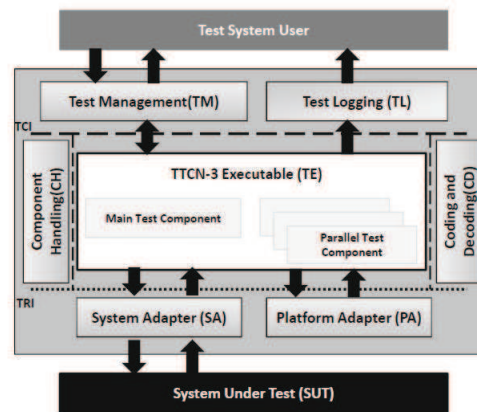 Test System User
Test Management(TM)
Test Logging (TL)
TCI
Component
Handling(CH)
TTCN-3 Executable (TE)
Main Test Component
Parallel Test
Component
Coding and
Decoding(CD)
TRI
System Adapter (SA)
Platform Adapter (PA)
System Under Test (SUT)